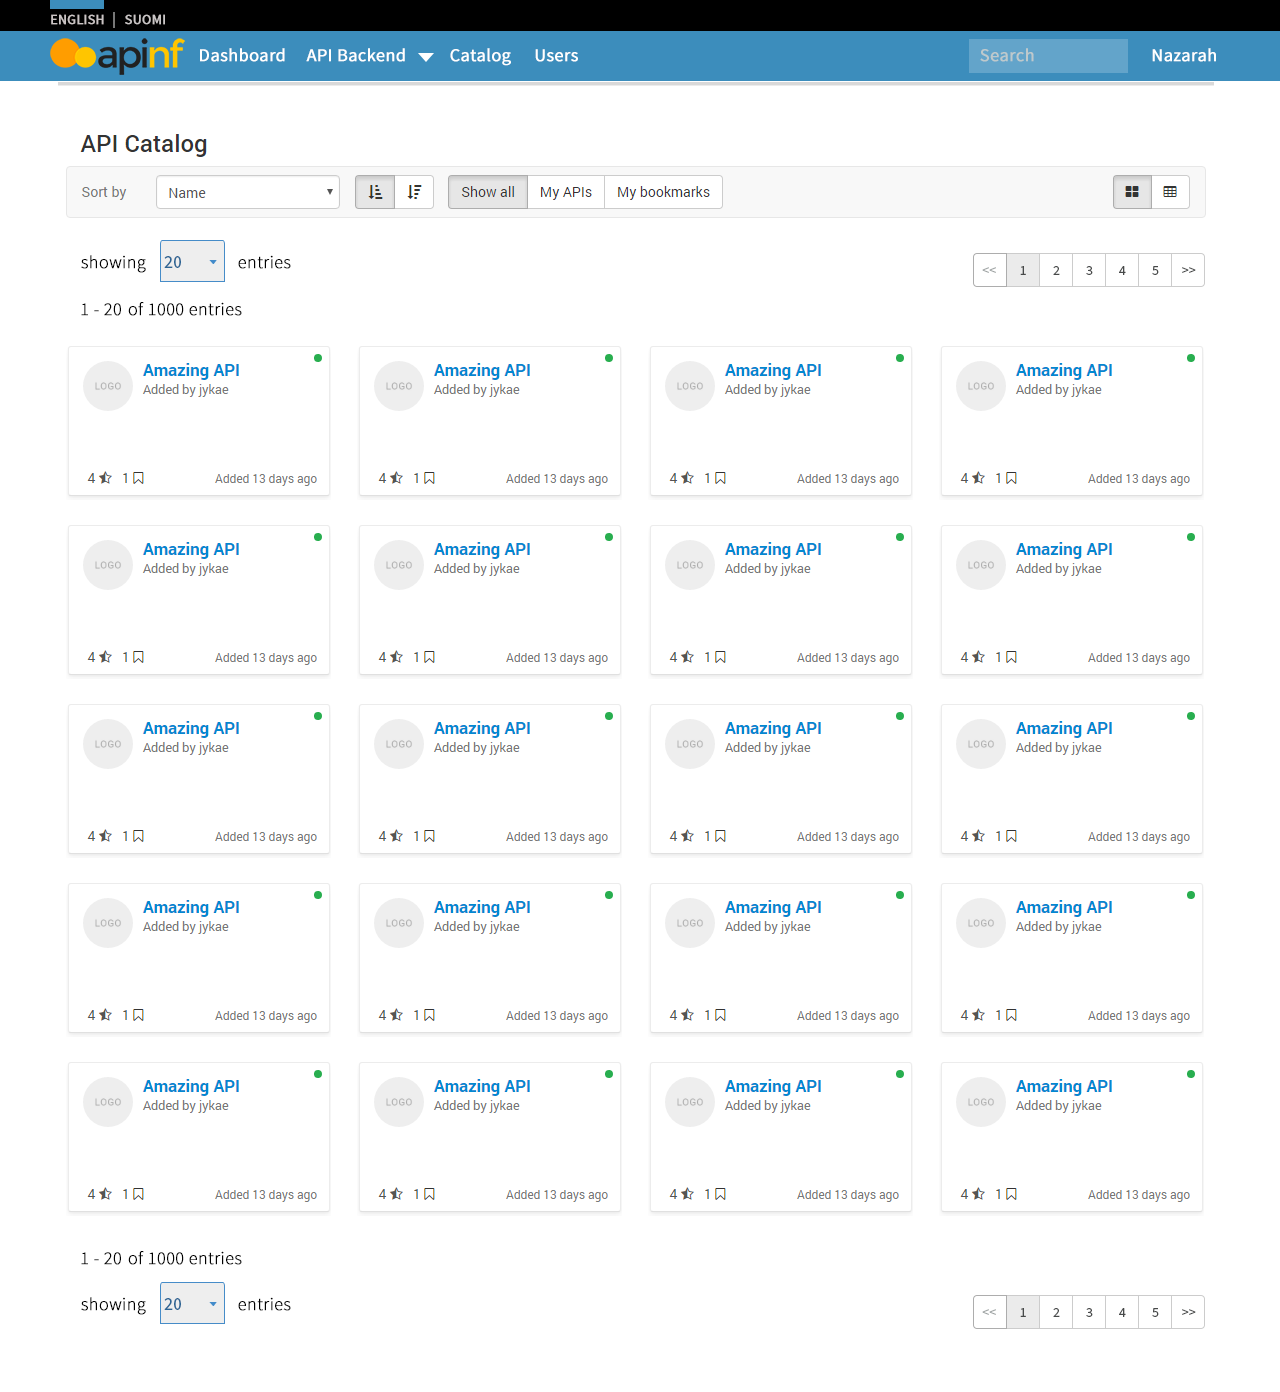 ENGLISH | SUOMI
apinf Dashboard API Backend Catalog Users Search Nazarah
API Catalog
Sort by Name Show all My APIs My bookmarks
showing 20 entries << 1 2 3 4 5 >>
1 - 20 of 1000 entries
LOGO Amazing API LOGO Amazing API LOGO Amazing API LOGO Amazing API
Added by jykae Added by jykae Added by jykae Added by jykae
4 1 Added 13 days ago 4 1 Added 13 days ago 4 1 Added 13 days ago 4 1 Added 13 days ago
LOGO Amazing API LOGO Amazing API LOGO Amazing API LOGO Amazing API
Added by jykae Added by jykae Added by jykae Added by jykae
4 1 Added 13 days ago 4 1 Added 13 days ago 4 1 Added 13 days ago 4 1 Added 13 days ago
LOGO Amazing API LOGO Amazing API LOGO Amazing API LOGO Amazing API
Added by jykae Added by jykae Added by jykae Added by jykae
4 1 Added 13 days ago 4 1 Added 13 days ago 4 1 Added 13 days ago 4 1 Added 13 days ago
LOGO Amazing API LOGO Amazing API LOGO Amazing API LOGO Amazing API
Added by jykae Added by jykae Added by jykae Added by jykae
4 1 Added 13 days ago 4 1 Added 13 days ago 4 1 Added 13 days ago 4 1 Added 13 days ago
LOGO Amazing API LOGO Amazing API LOGO Amazing API LOGO Amazing API
Added by jykae Added by jykae Added by jykae Added by jykae
4 1 Added 13 days ago 4 1 Added 13 days ago 4 1 Added 13 days ago 4 1 Added 13 days ago
1 - 20 of 1000 entries
showing 20 entries << 1 2 3 4 5 >>